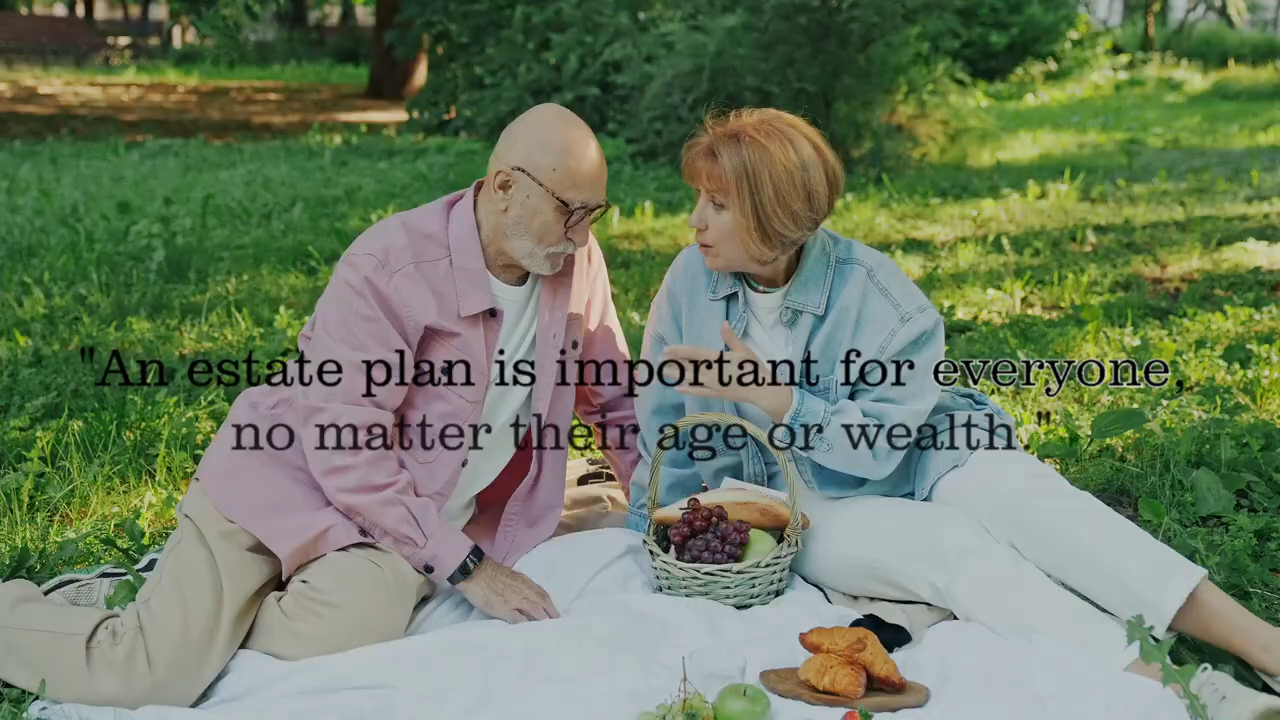 "An estate plan is important for everyone,
no matter their age or wealth."